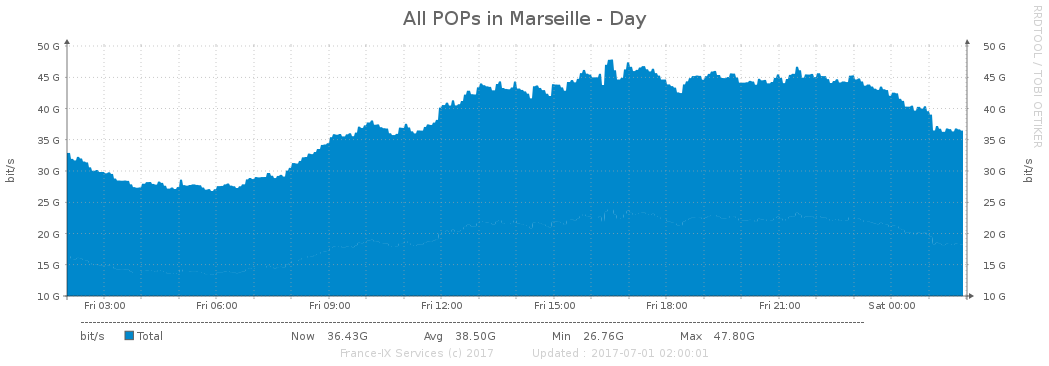 All POPs in Marseille - Day
RRDTOOL / TOBI OETIKER
bit/s
50 G 50 G
45 G 45 G
40 G 40 G
35 G 35 G
30 G 30 G
25 G 25 G
20 G 20 G
15 G 15 G
10 G 10 G
bit/s
Fri 03:00 Fri 06:00 Fri 09:00 Fri 12:00 Fri 15:00 Fri 18:00 Fri 21:00 Sat 00:00
bit/s Total Now 36.43G Avg 38.50G Min 26.76G Max 47.80G
France-IX Services (c) 2017 Updated : 2017-07-01 02:00:01